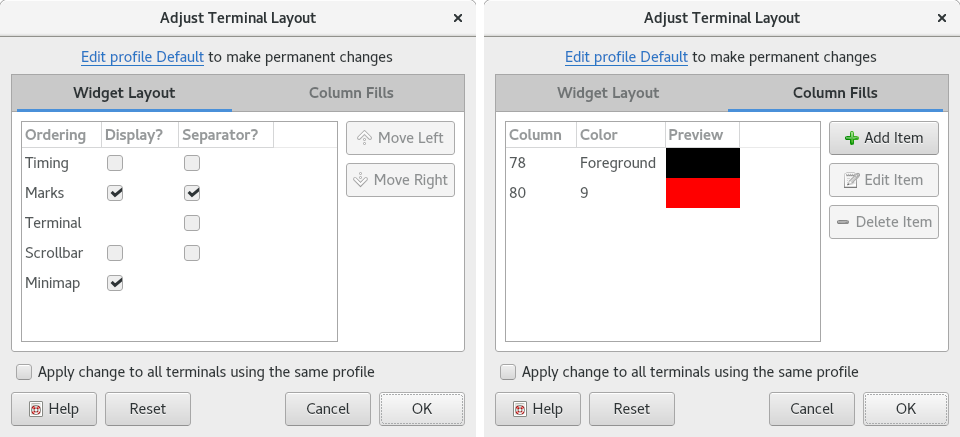 Adjust Terminal Layout
Edit profile Default to make permanent changes
Widget Layout Column Fills
Ordering Display? Separator?
Timing
Marks
Terminal
Scrollbar
Minimap
Move Left
Move Right
Apply change to all terminals using the same profile
Help Reset Cancel OK
Adjust Terminal Layout
Edit profile Default to make permanent changes
Widget Layout Column Fills
Column Color Preview
78 Foreground
80 9
Add Item
Edit Item
Delete Item
Apply change to all terminals using the same profile
Help Reset Cancel OK